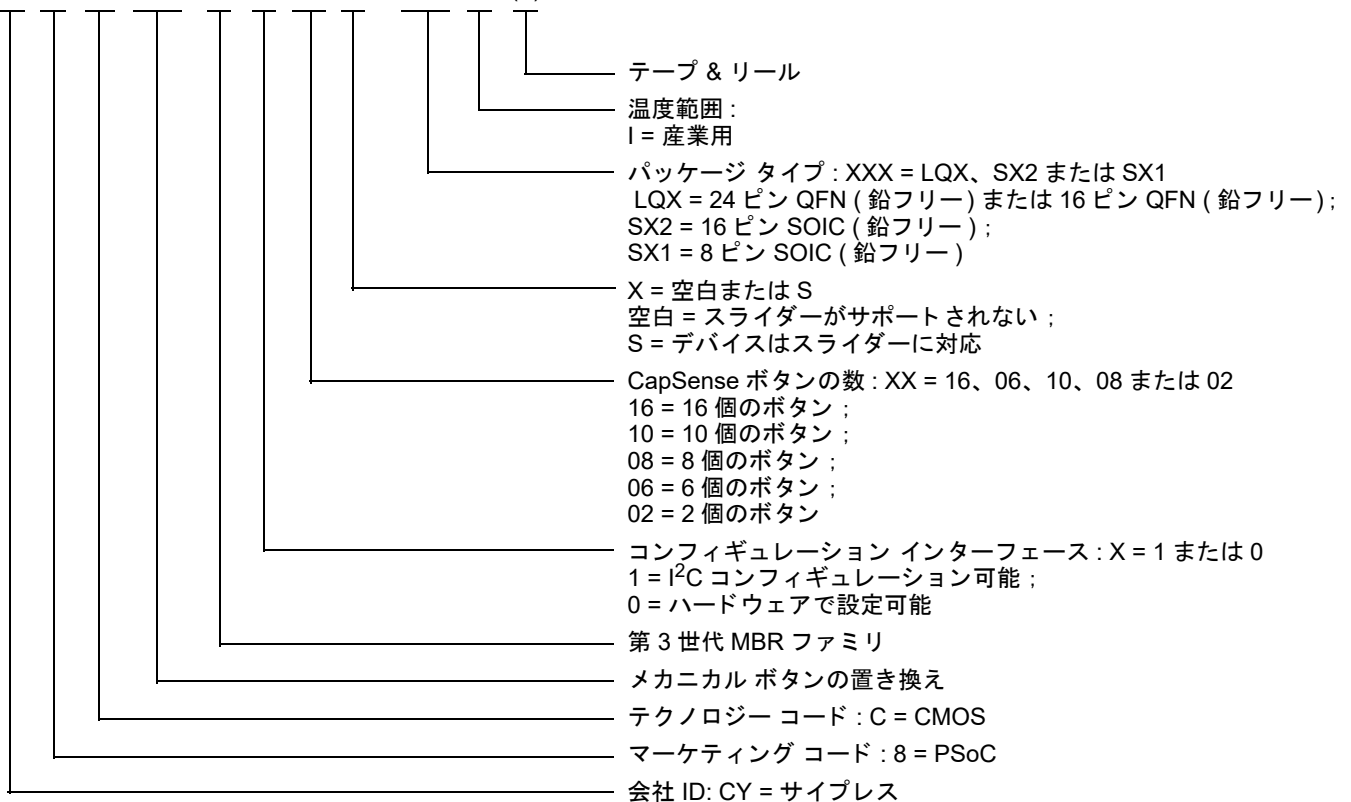 テープ & リール
温度範囲 :
I = 産業用
パッケージ タイプ : XXX = LQX、SX2 または SX1
LQX = 24 ピン QFN ( 鉛フリー ) または 16 ピン QFN ( 鉛フリー ) ;
SX2 = 16 ピン SOIC ( 鉛フリー ) ;
SX1 = 8 ピン SOIC ( 鉛フリー )
X = 空白または S
空白 = スライダーがサポートされない ;
S = デバイスはスライダーに対応
CapSense ボタンの数 : XX = 16、06、10、08 または 02
16 = 16 個のボタン ;
10 = 10 個のボタン ;
08 = 8 個のボタン ;
06 = 6 個のボタン ;
02 = 2 個のボタン
コンフィギュレーション インターフェース : X = 1 または 0
1 = I²C コンフィギュレーション可能 ;
0 = ハードウェアで設定可能
第 3 世代 MBR ファミリ
メカニカル ボタンの置き換え
テクノロジー コード : C = CMOS
マーケティング コード : 8 = PSoC
会社 ID: CY = サイプレス